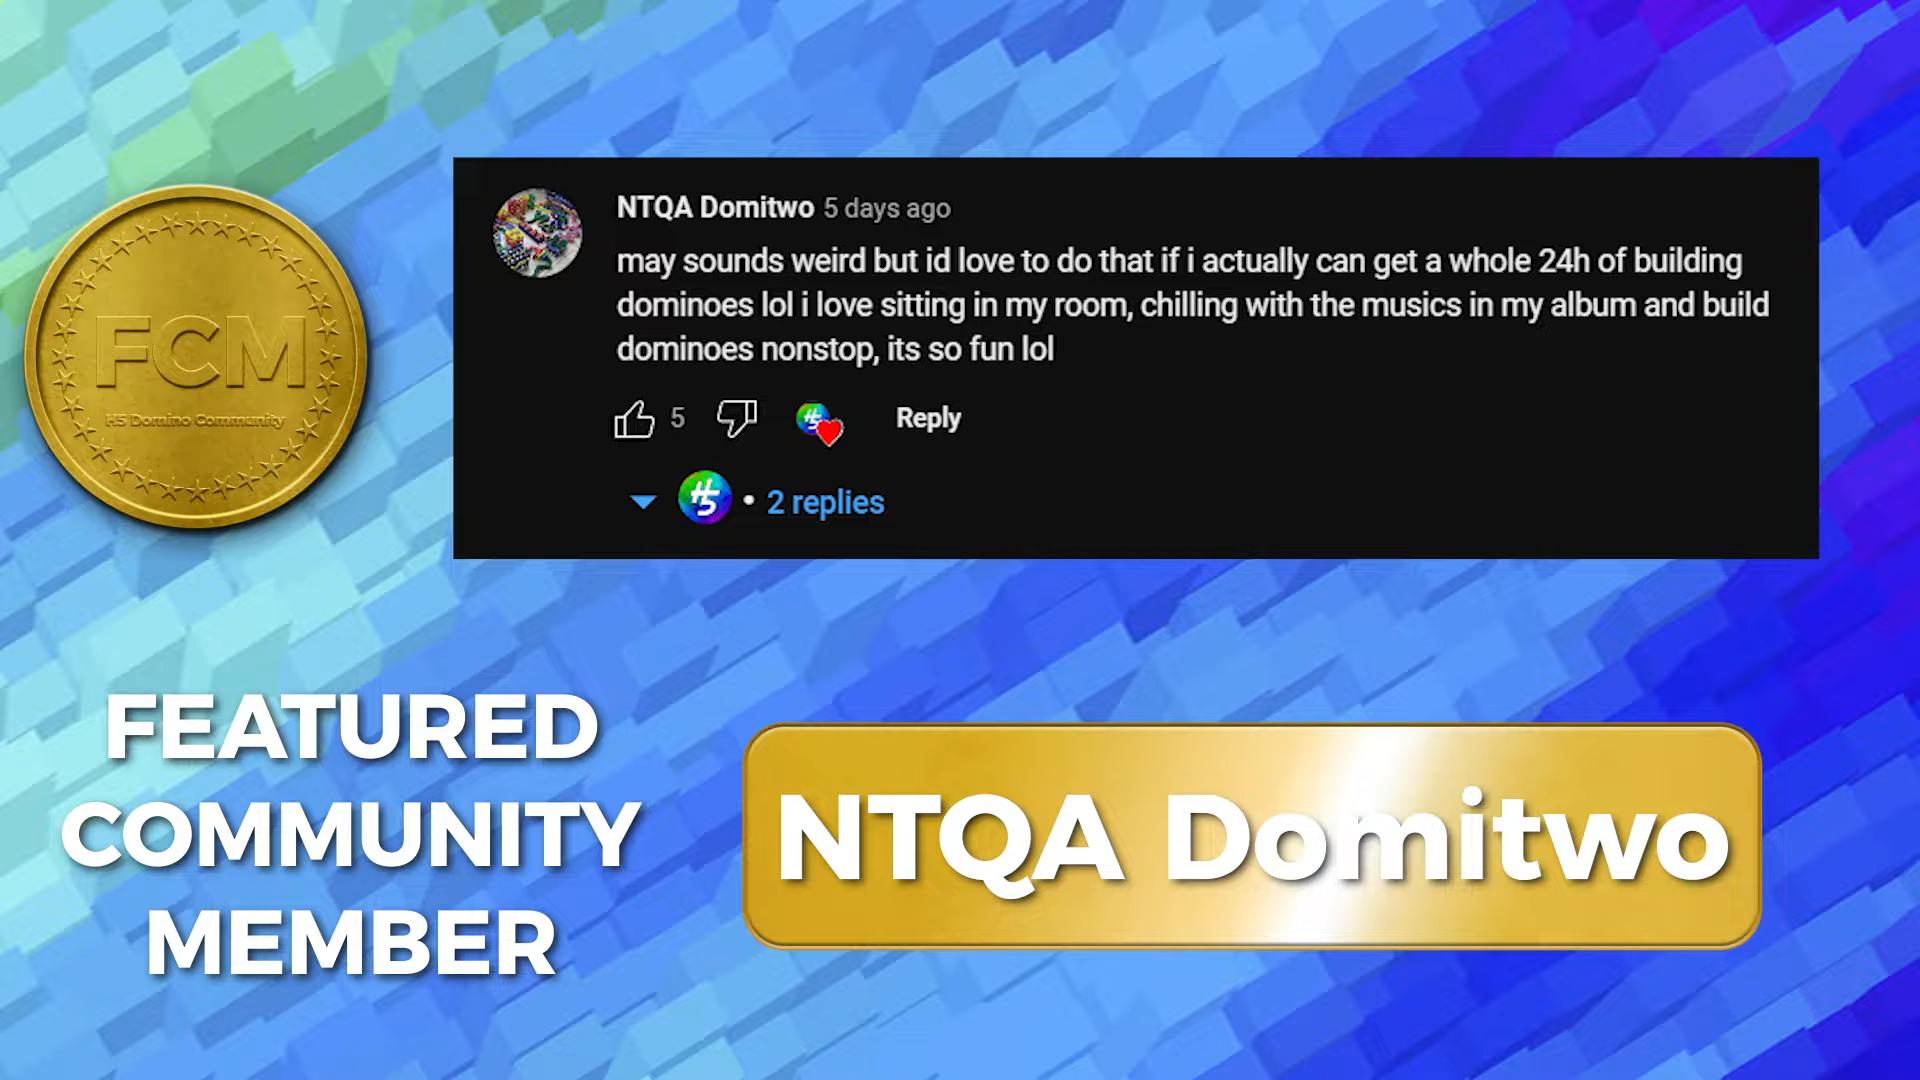 FCM
H5 Domino Community
NTQA Domitwo 5 days ago
may sounds weird but id love to do that if i actually can get a whole 24h of building
dominoes lol i love sitting in my room, chilling with the musics in my album and build
dominoes nonstop, its so fun lol
5 H5 Reply
H5 • 2 replies
FEATURED
COMMUNITY
MEMBER
NTQA Domitwo